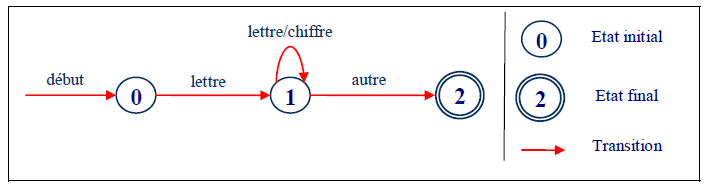 lettre/chiffre
début
lettre
autre
0
1
2
0
Etat initial
2
Etat final
Transition